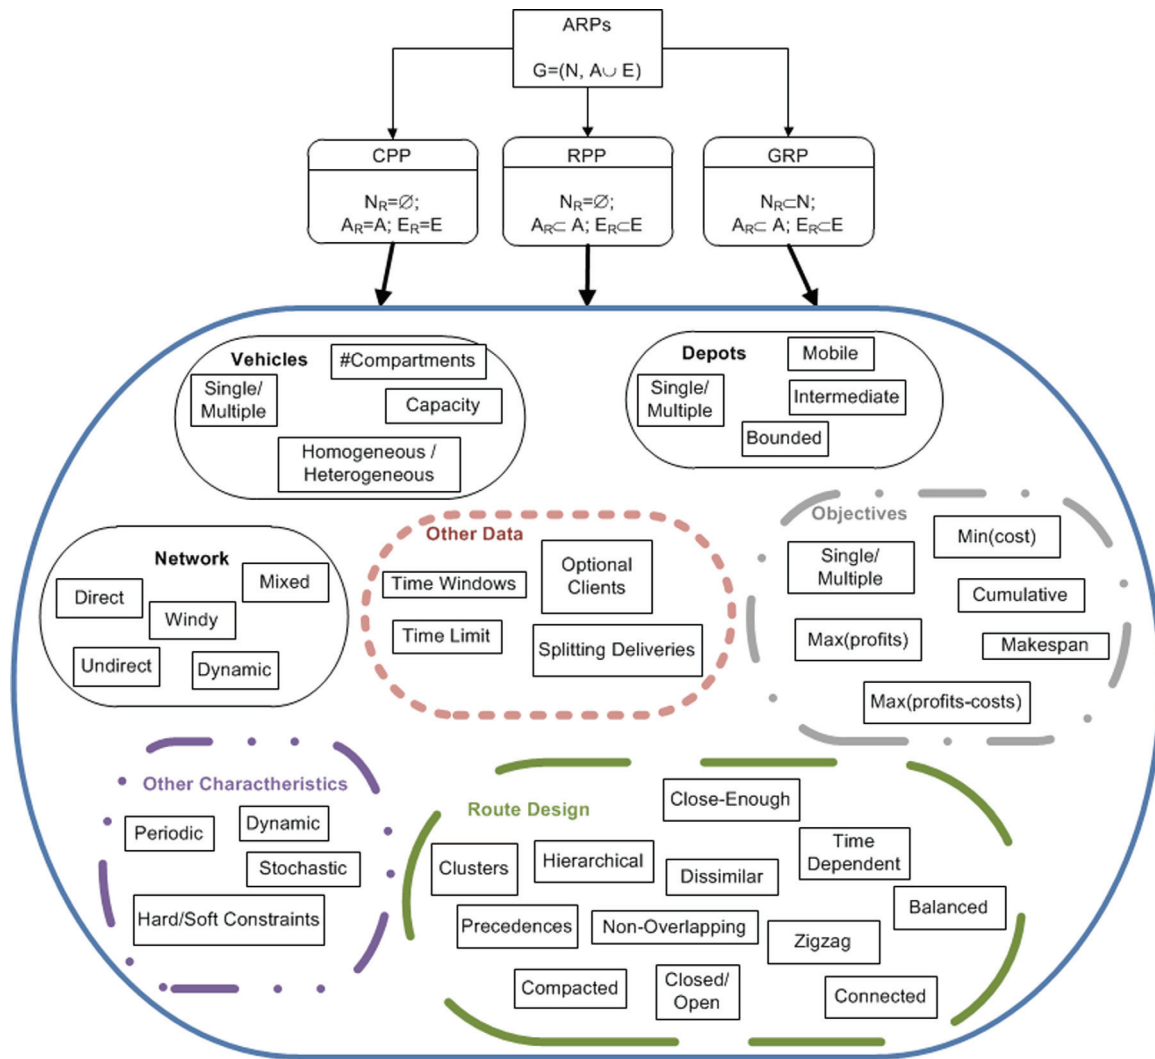 ARPs
G=(N, A∪ E)
CPP
N_R=∅;
A_R=A; E_R=E
RPP
N_R=∅;
A_R⊂ A; E_R⊂E
GRP
N_R⊂N;
A_R⊂ A; E_R⊂E
Vehicles
#Compartments
Single/
Multiple
Capacity
Homogeneous /
Heterogeneous
Depots
Mobile
Single/
Multiple
Intermediate
Bounded
Network
Mixed
Direct
Windy
Undirect
Dynamic
Other Data
Optional
Clients
Time Windows
Time Limit
Splitting Deliveries
Objectives
Min(cost)
Single/
Multiple
Cumulative
Max(profits)
Makespan
Max(profits-costs)
Other Characteristics
Periodic
Dynamic
Stochastic
Hard/Soft Constraints
Route Design
Close-Enough
Time
Dependent
Clusters
Hierarchical
Dissimilar
Balanced
Precedences
Non-Overlapping
Zigzag
Compacted
Closed/
Open
Connected